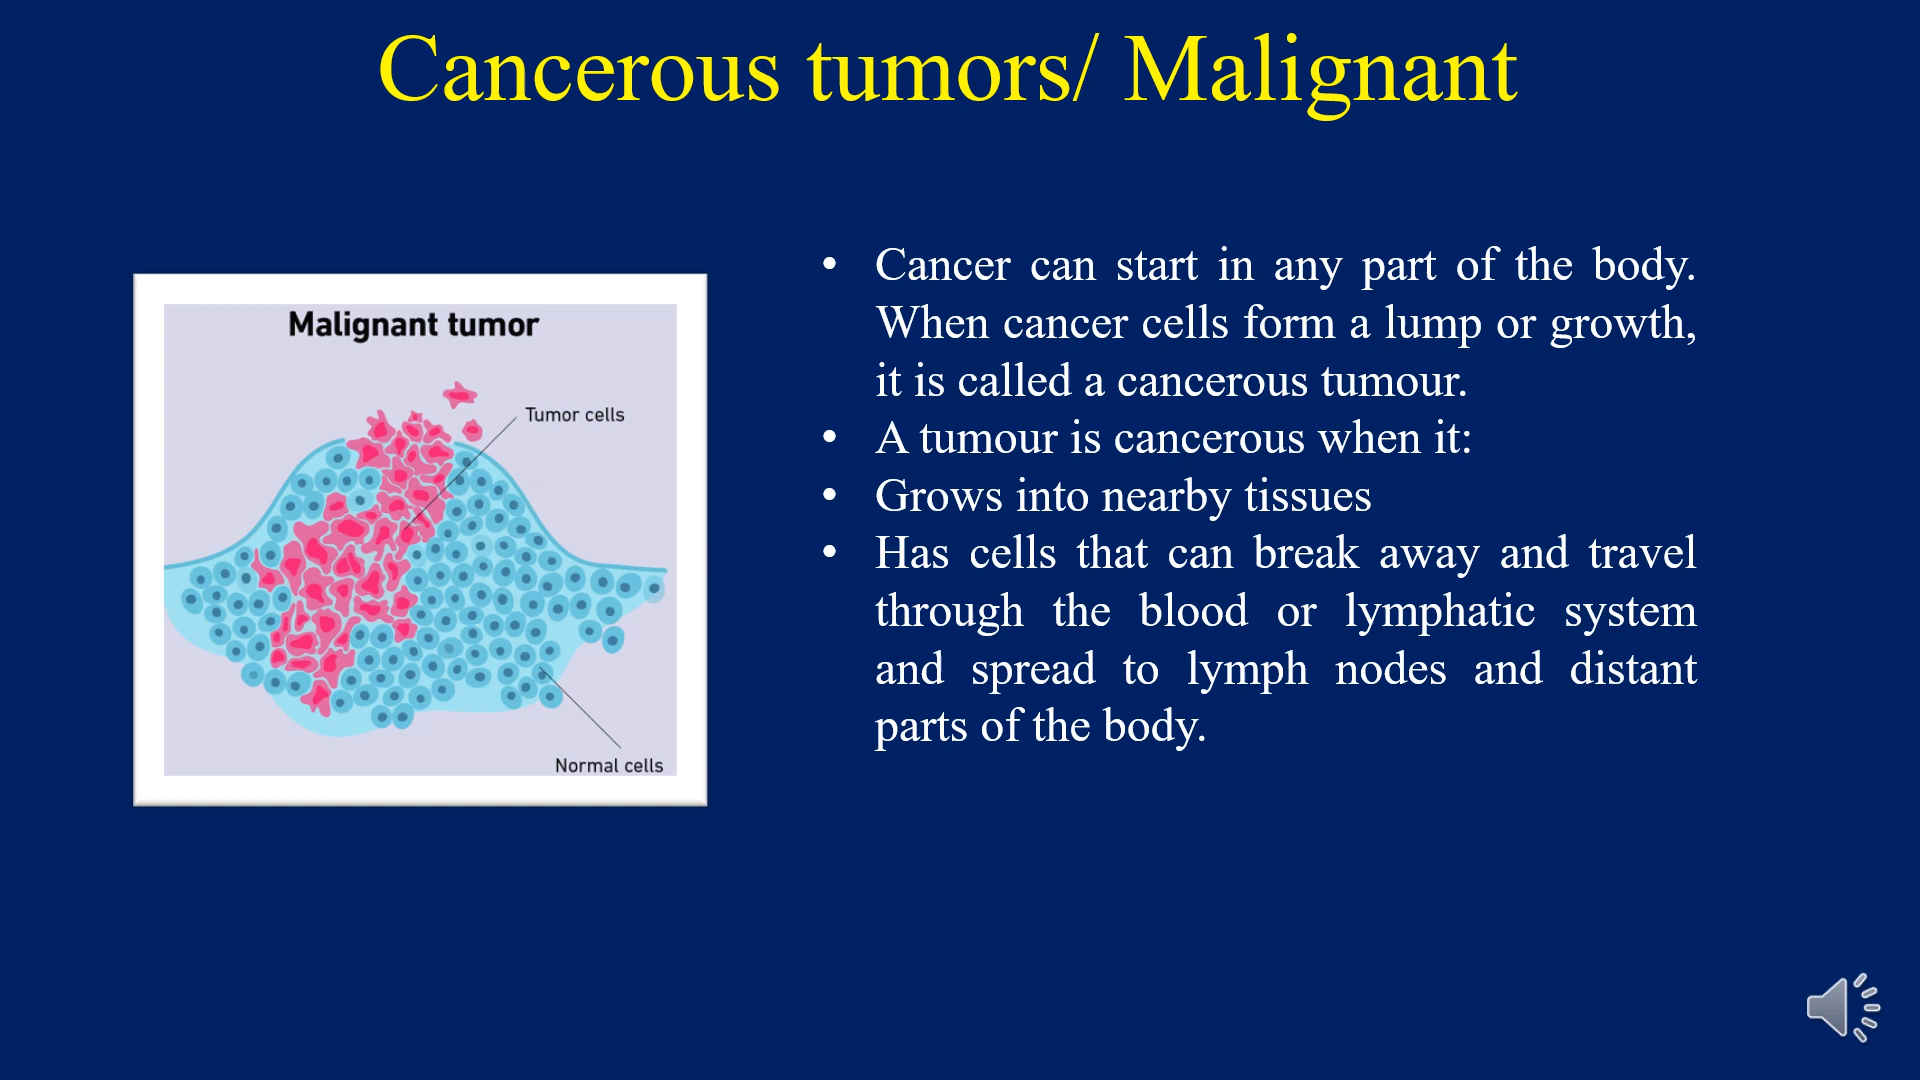 Cancerous tumors/ Malignant
Malignant tumor
Tumor cells
Normal cells
• Cancer can start in any part of the body.
When cancer cells form a lump or growth,
it is called a cancerous tumour.
• A tumour is cancerous when it:
• Grows into nearby tissues
• Has cells that can break away and travel
through the blood or lymphatic system
and spread to lymph nodes and distant
parts of the body.